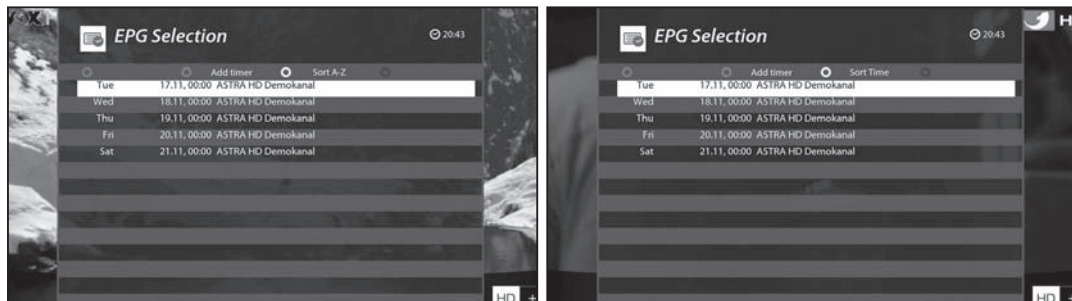 VOX
EPG Selection
20:43
Add timer Sort A-Z
Tue 17.11, 00:00 ASTRA HD Demokanal
Wed 18.11, 00:00 ASTRA HD Demokanal
Thu 19.11, 00:00 ASTRA HD Demokanal
Fri 20.11, 00:00 ASTRA HD Demokanal
Sat 21.11, 00:00 ASTRA HD Demokanal
HD +
H
EPG Selection
20:43
Add timer Sort Time
Tue 17.11, 00:00 ASTRA HD Demokanal
Wed 18.11, 00:00 ASTRA HD Demokanal
Thu 19.11, 00:00 ASTRA HD Demokanal
Fri 20.11, 00:00 ASTRA HD Demokanal
Sat 21.11, 00:00 ASTRA HD Demokanal
HD